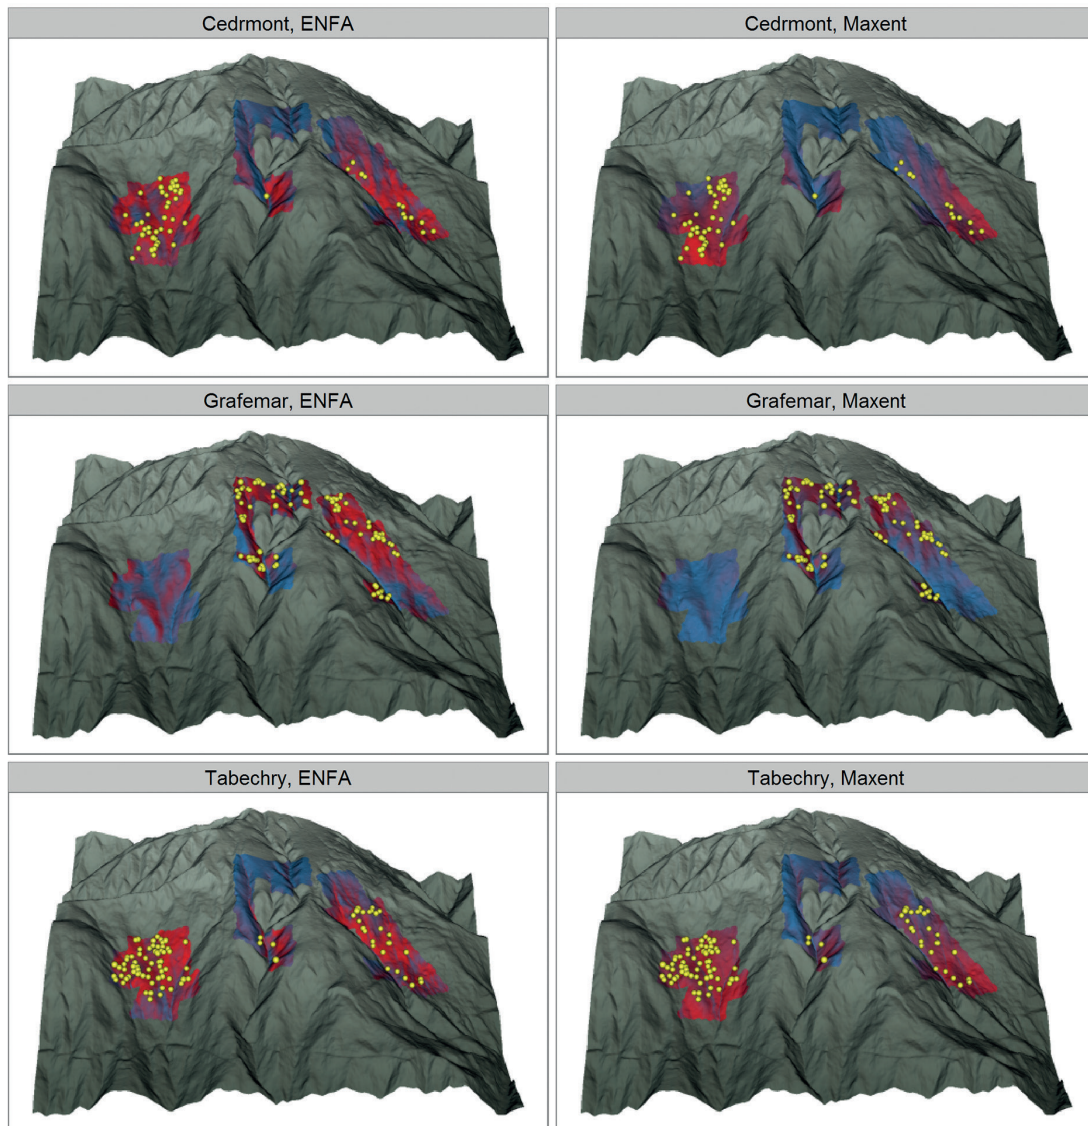 Cedrmont, ENFA
Cedrmont, Maxent
Grafemar, ENFA
Grafemar, Maxent
Tabechry, ENFA
Tabechry, Maxent